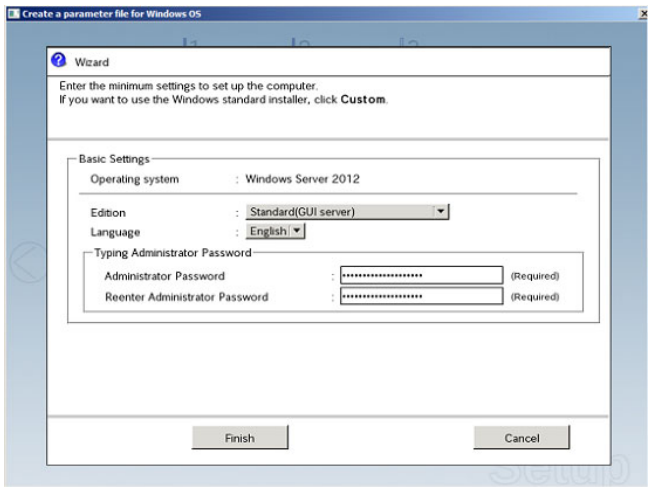 Create a parameter file for Windows OS
Wizard
Enter the minimum settings to set up the computer.
If you want to use the Windows standard installer, click Custom.
Basic Settings
Operating system : Windows Server 2012
Edition : Standard(GUI server)
Language : English
Typing Administrator Password
Administrator Password : •••••••••••••••••••• (Required)
Reenter Administrator Password : •••••••••••••••••••• (Required)
Finish Cancel
Setup